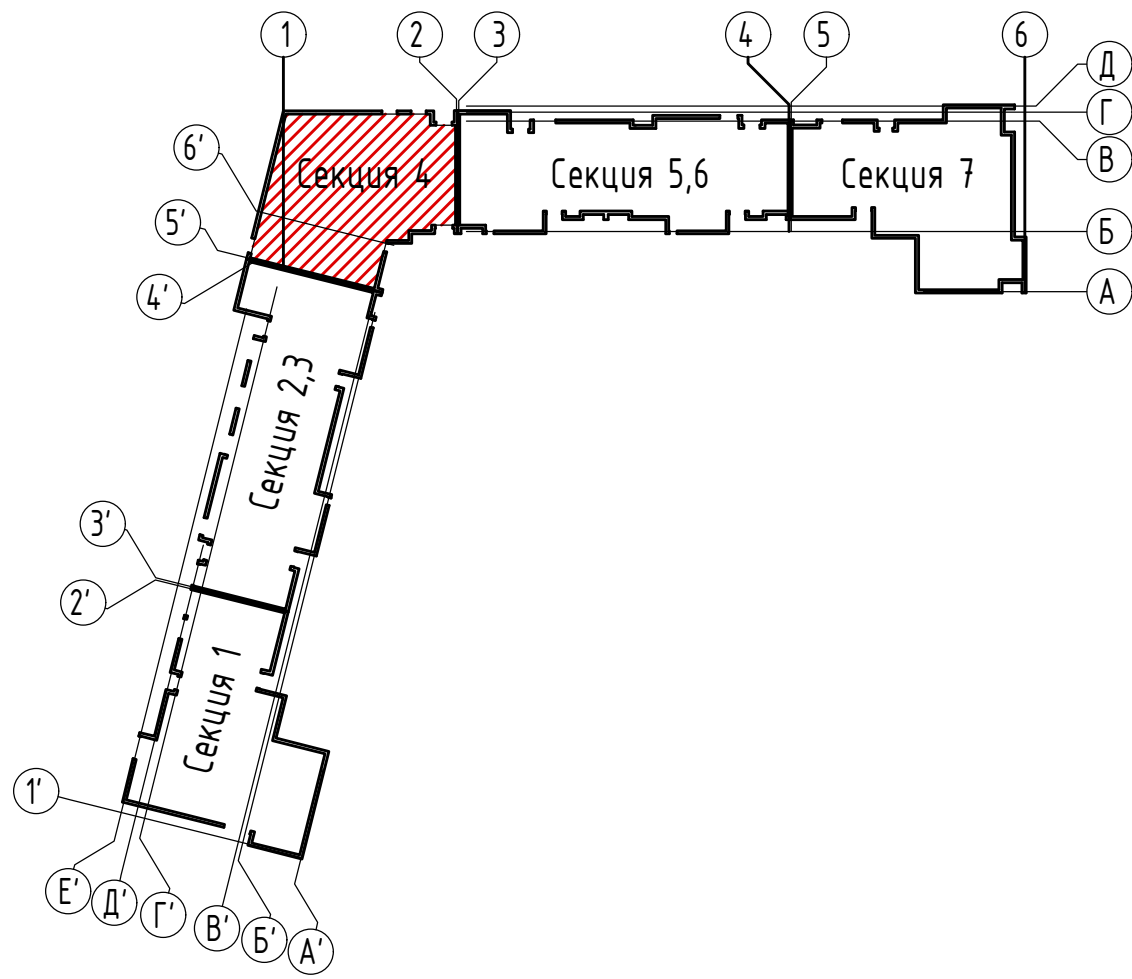 1
2
3
4
5
6
Д
Г
В
Б
А
6'
5'
4'
Секция 4
Секция 5,6
Секция 7
Секция 2,3
3'
2'
Секция 1
1'
Е'
Д'
Г'
В'
Б'
А'